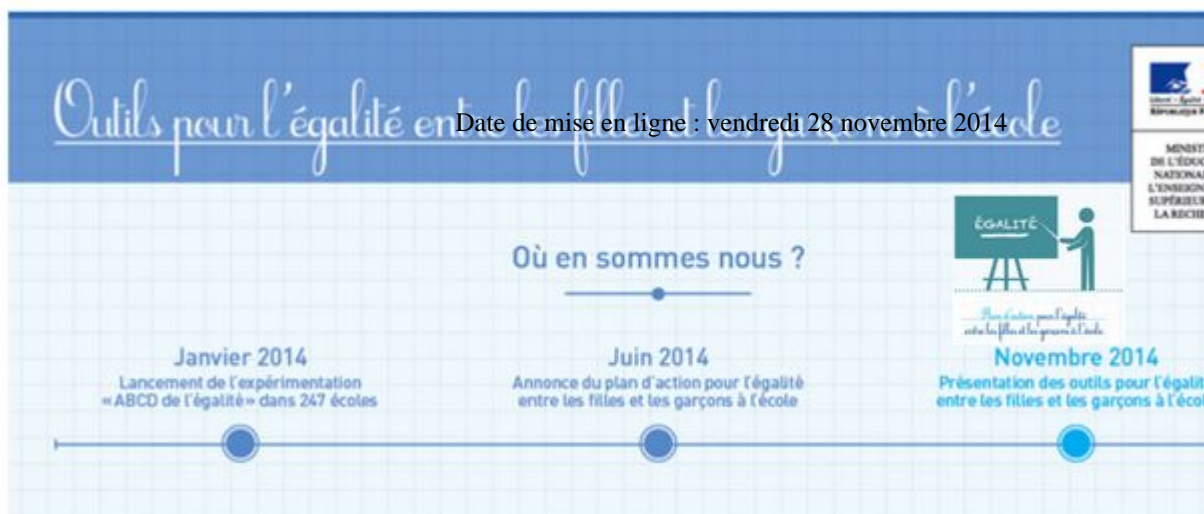 Outils pour l'égalité entre les filles et les garçons à l'école
Date de mise en ligne : vendredi 28 novembre 2014
MINIST
DE L'ÉDUC
NATIONA
L'ENSEIGN
SUPÉRIEUR
LA RECHE
ÉGALITÉ
Où en sommes nous ?
Plan d'action pour l'égalité
entre les filles et les garçons à l'école
Janvier 2014
Lancement de l'expérimentation
«ABCD de l'égalité» dans 247 écoles
Juin 2014
Annonce du plan d'action pour l'égalité
entre les filles et les garçons à l'école
Novembre 2014
Présentation des outils pour l'égalit
entre les filles et les garçons à l'écol